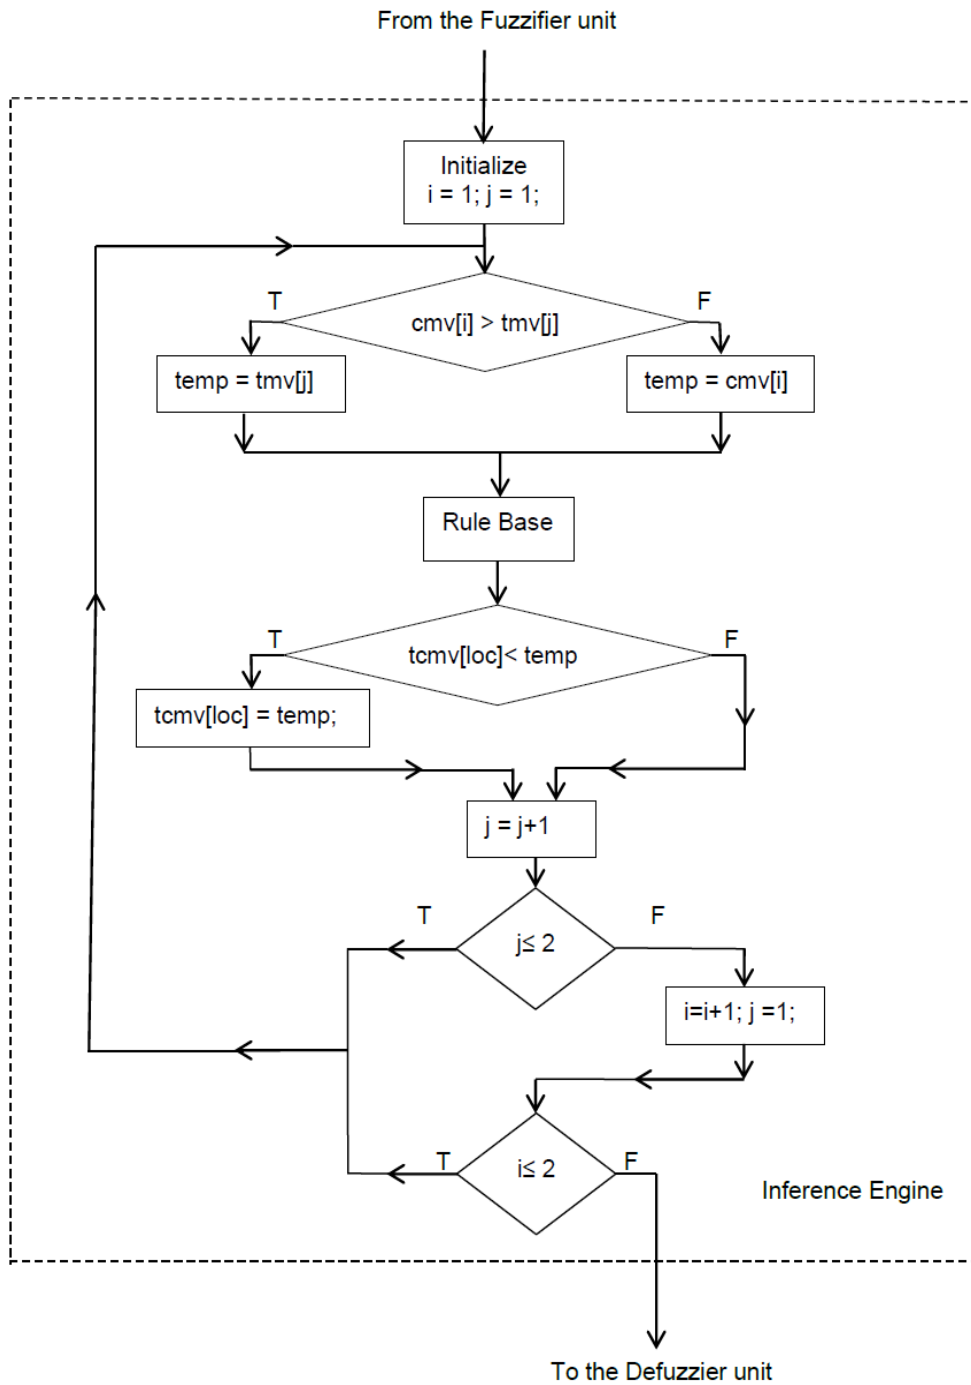 From the Fuzzifier unit
Initialize
i = 1; j = 1;
T
F
cmv[i] > tmv[j]
temp = tmv[j]
temp = cmv[i]
Rule Base
T
F
tcmv[loc]< temp
tcmv[loc] = temp;
j = j+1
T
F
j≤ 2
i=i+1; j =1;
T
i≤ 2
F
Inference Engine
To the Defuzzier unit